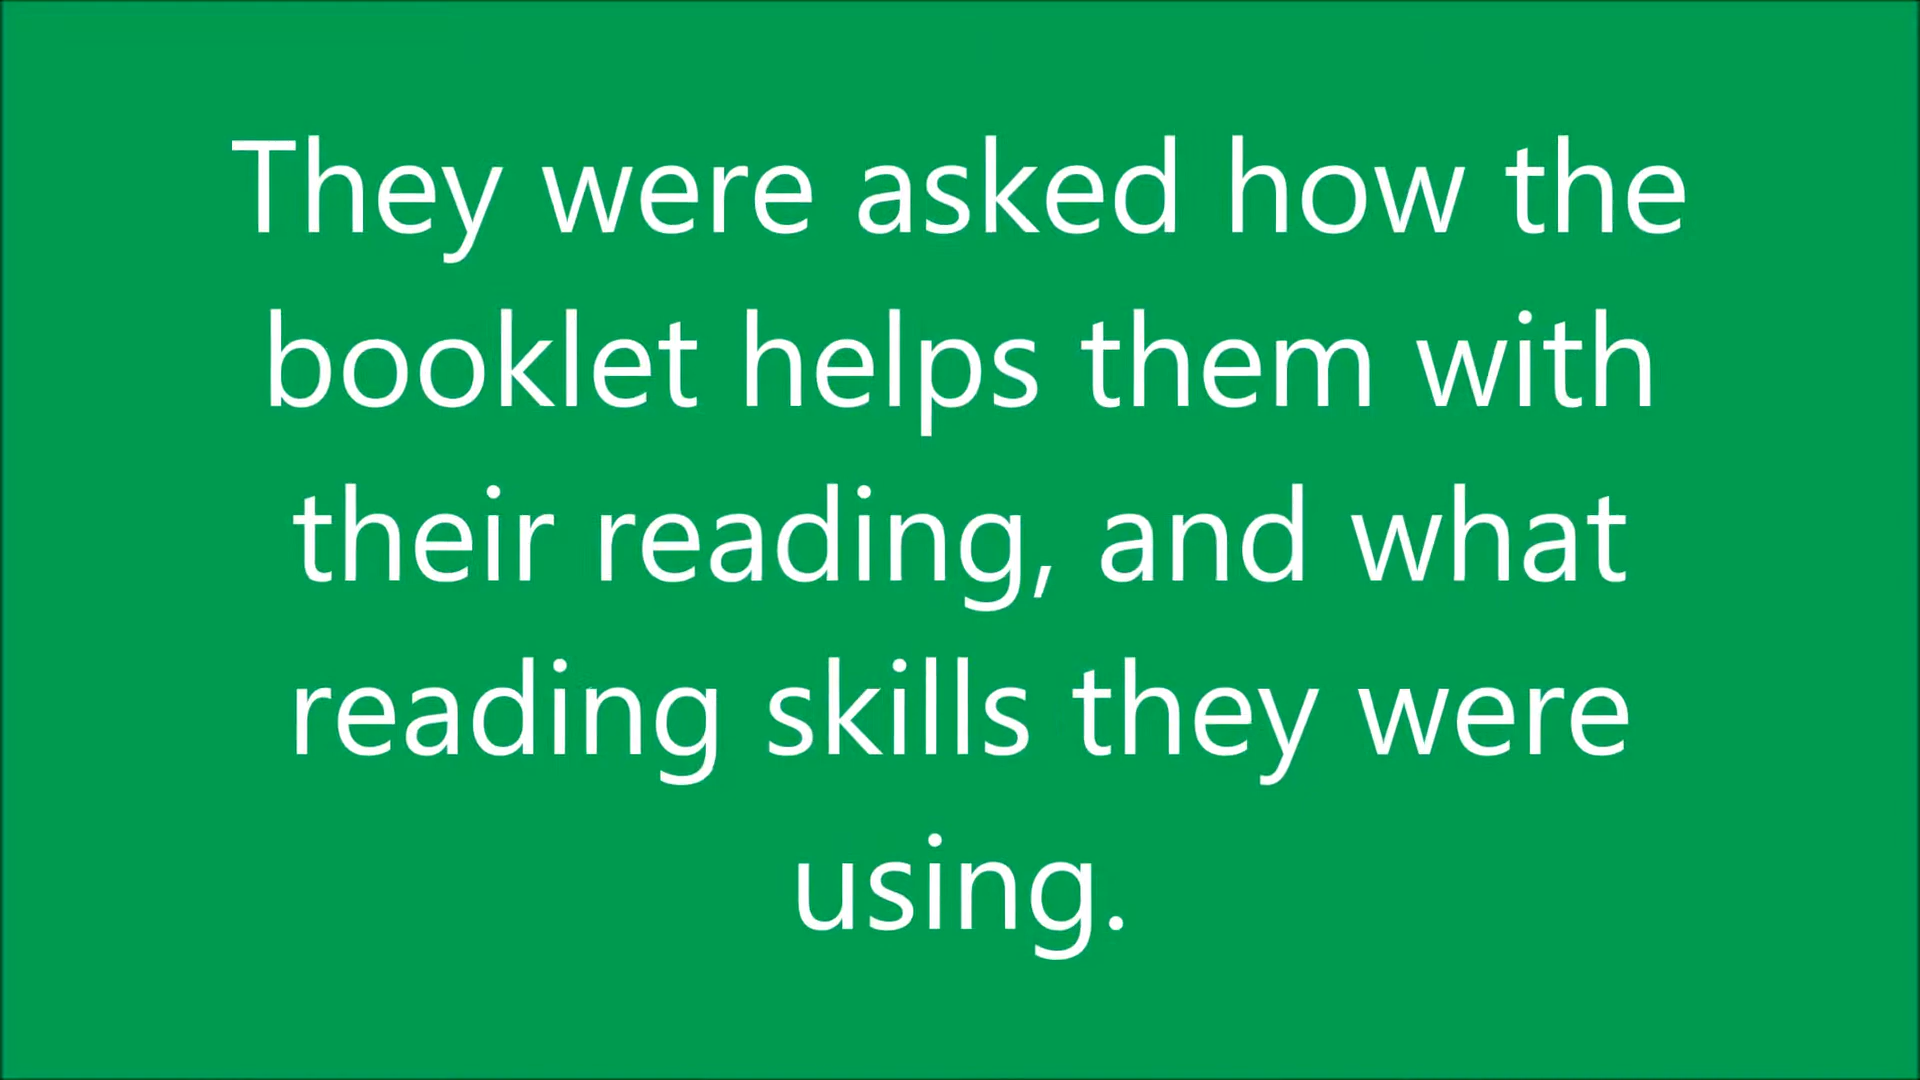 They were asked how the
booklet helps them with
their reading, and what
reading skills they were
using.